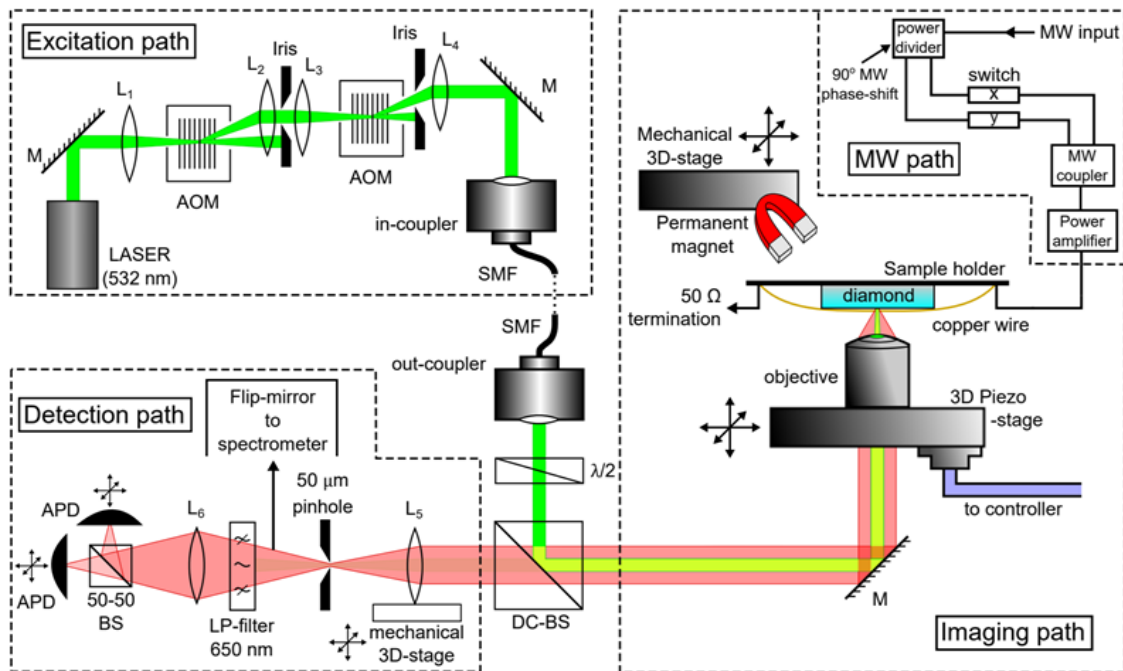 Excitation path
L1
L2
Iris
L3
Iris
L4
M
M
AOM
AOM
LASER
(532 nm)
in-coupler
SMF
SMF
out-coupler
λ/2
DC-BS
Detection path
Flip-mirror
to
spectrometer
50 μm
pinhole
L5
L6
APD
APD
50-50
BS
LP-filter
650 nm
mechanical
3D-stage
MW input
power
divider
90° MW
phase-shift
switch
x
y
MW path
MW
coupler
Power
amplifier
Mechanical
3D-stage
Permanent
magnet
Sample holder
diamond
50 Ω
termination
copper wire
objective
3D Piezo
-stage
to controller
M
Imaging path